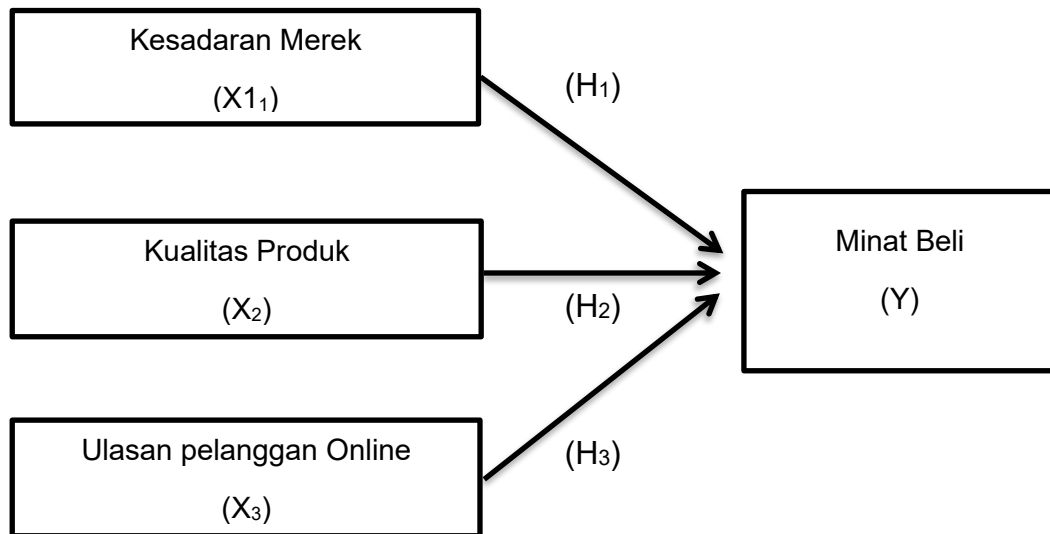 Kesadaran Merek
(X1₁)
(H₁)
Kualitas Produk
(X₂)
(H₂)
Minat Beli
(Y)
Ulasan pelanggan Online
(X₃)
(H₃)